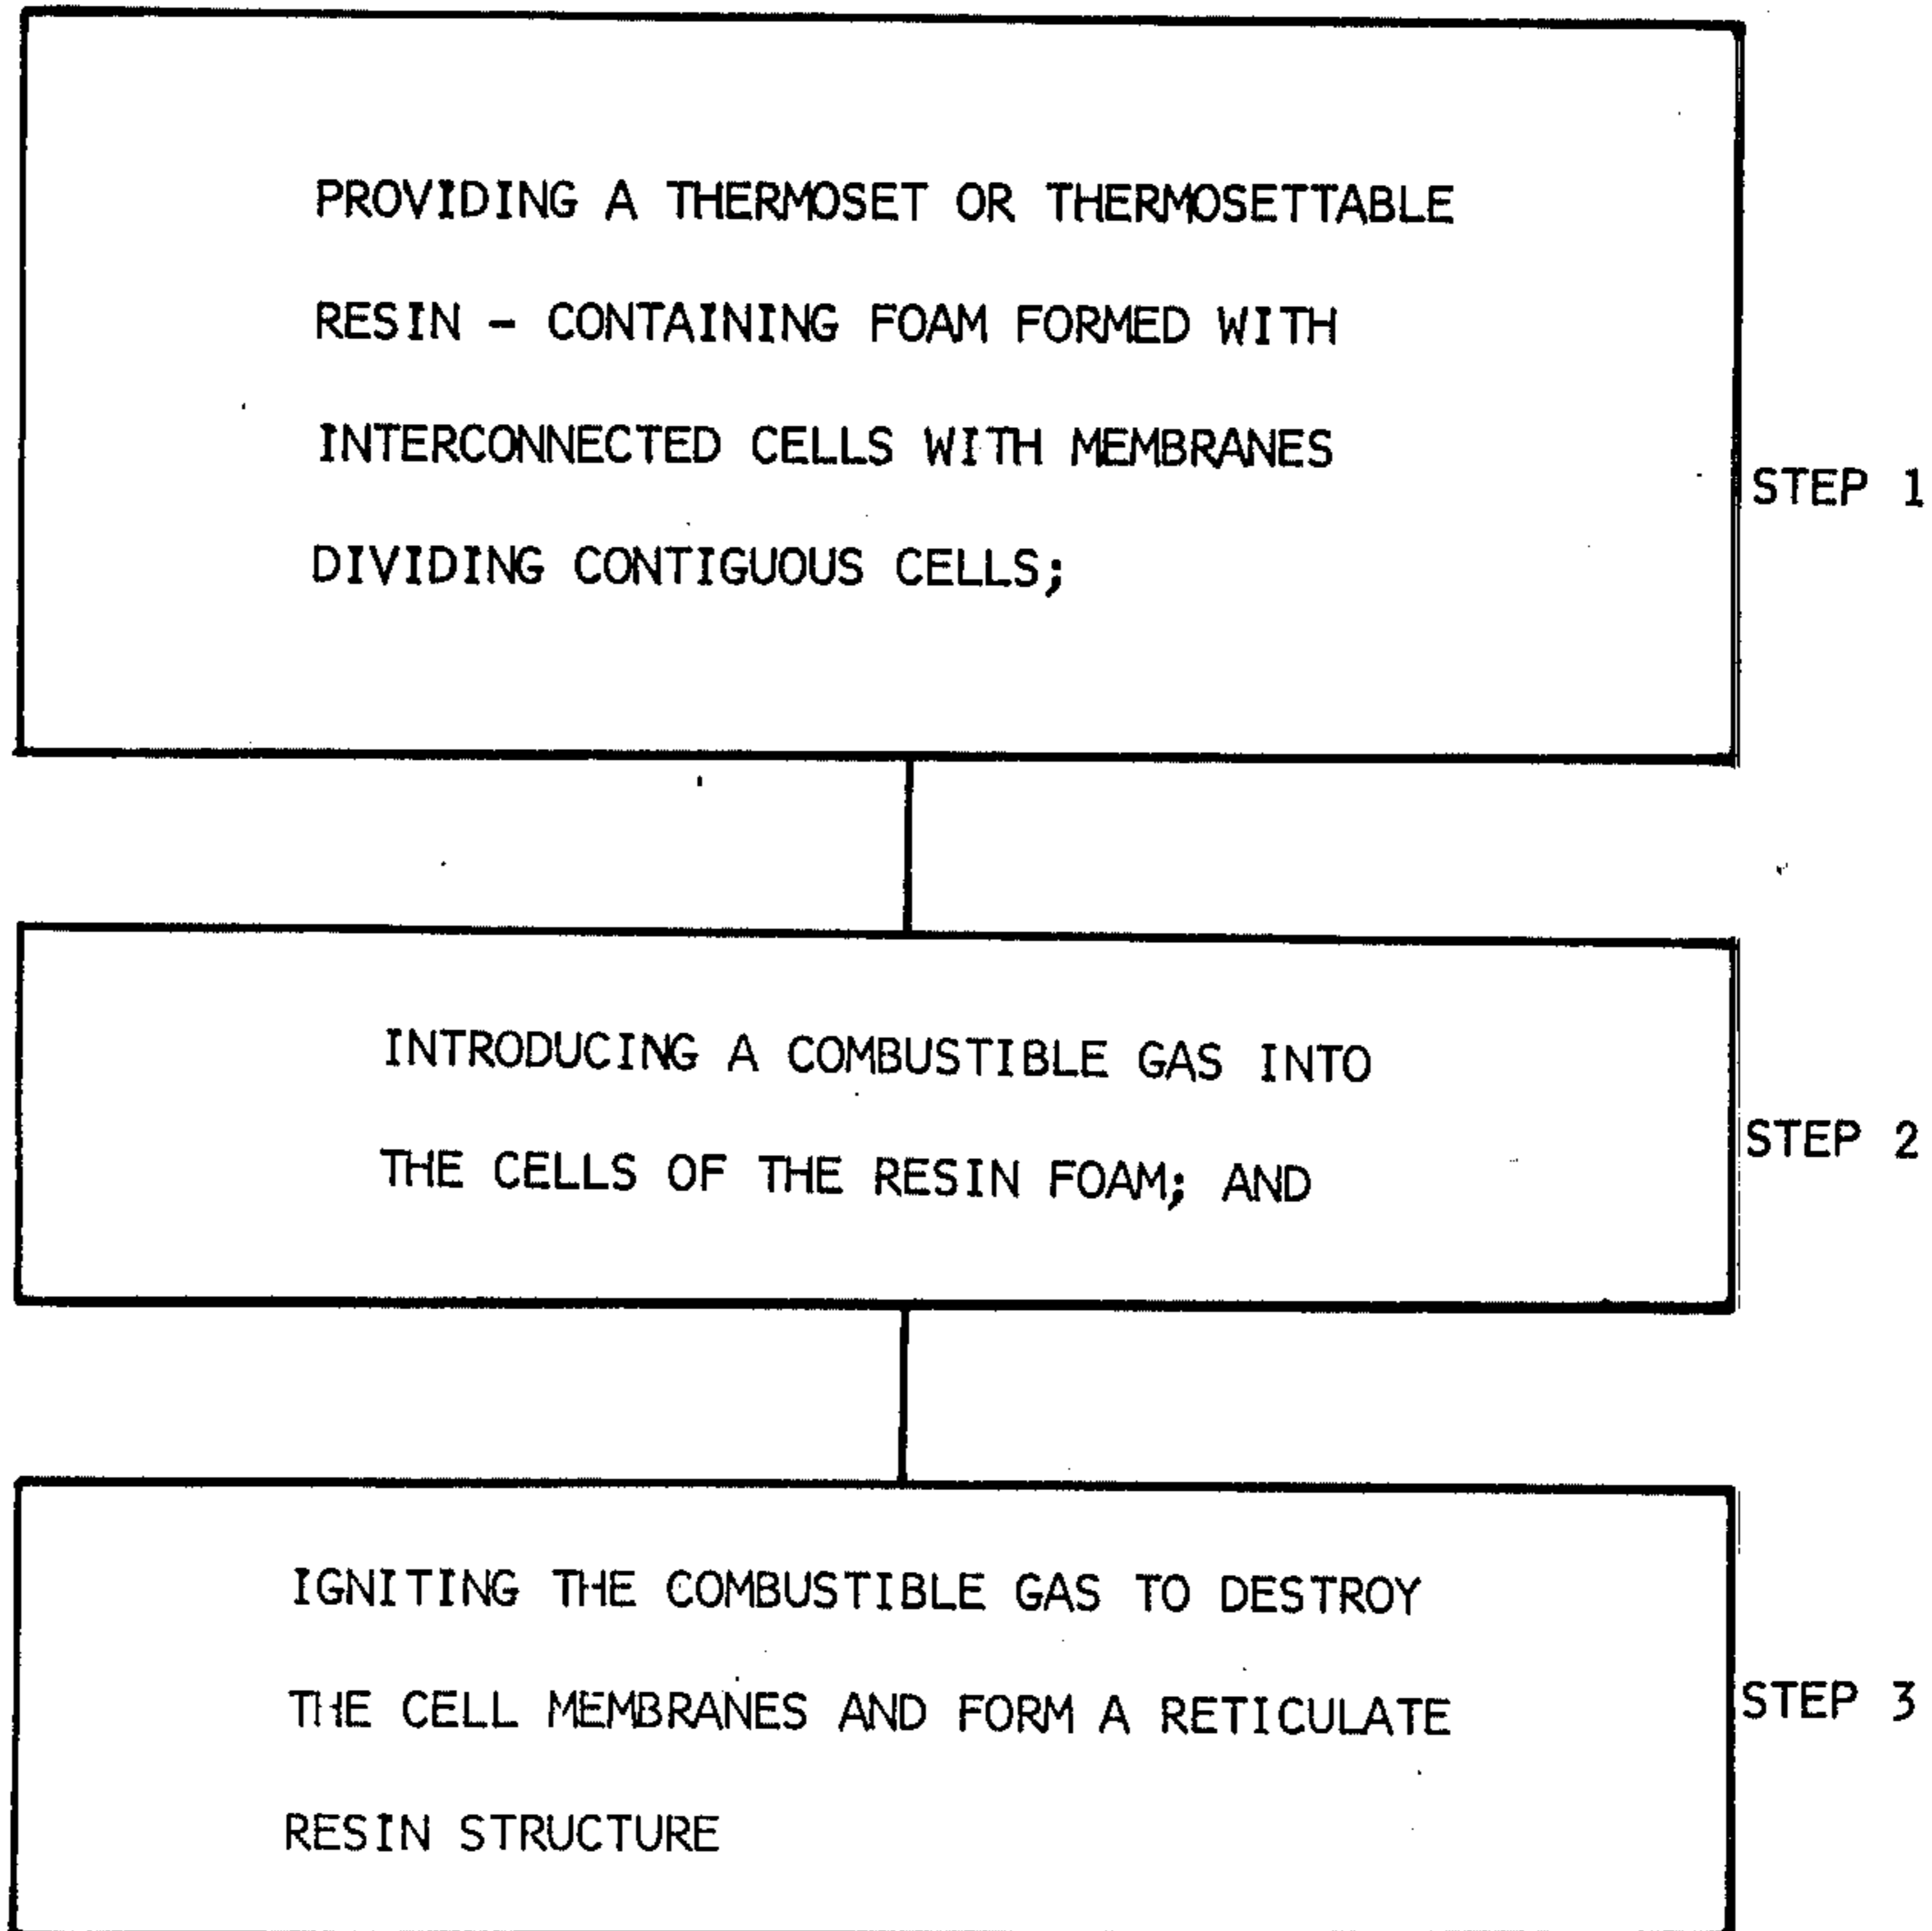 PROVIDING A THERMOSET OR THERMOSETTABLE
RESIN - CONTAINING FOAM FORMED WITH
INTERCONNECTED CELLS WITH MEMBRANES
DIVIDING CONTIGUOUS CELLS;
STEP 1
INTRODUCING A COMBUSTIBLE GAS INTO
THE CELLS OF THE RESIN FOAM; AND
STEP 2
IGNITING THE COMBUSTIBLE GAS TO DESTROY
THE CELL MEMBRANES AND FORM A RETICULATE
RESIN STRUCTURE
STEP 3